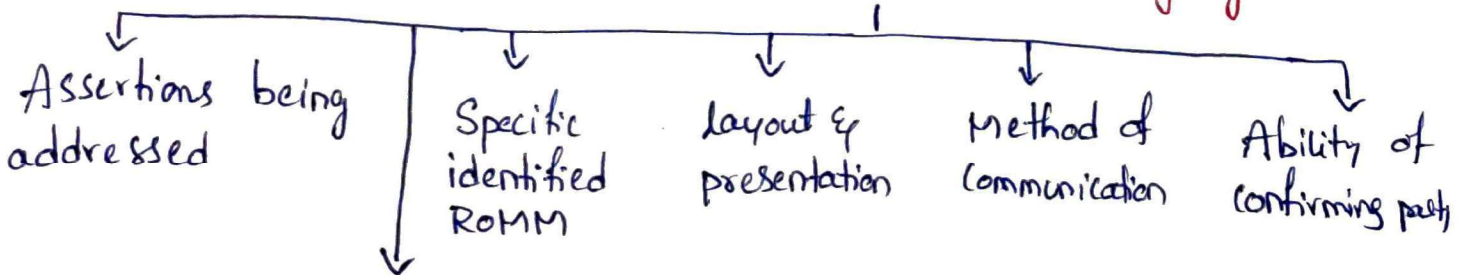 Assertions being
addressed
Specific
identified
ROMM
Layout &
presentation
Method of
Communication
Ability of
confirming party